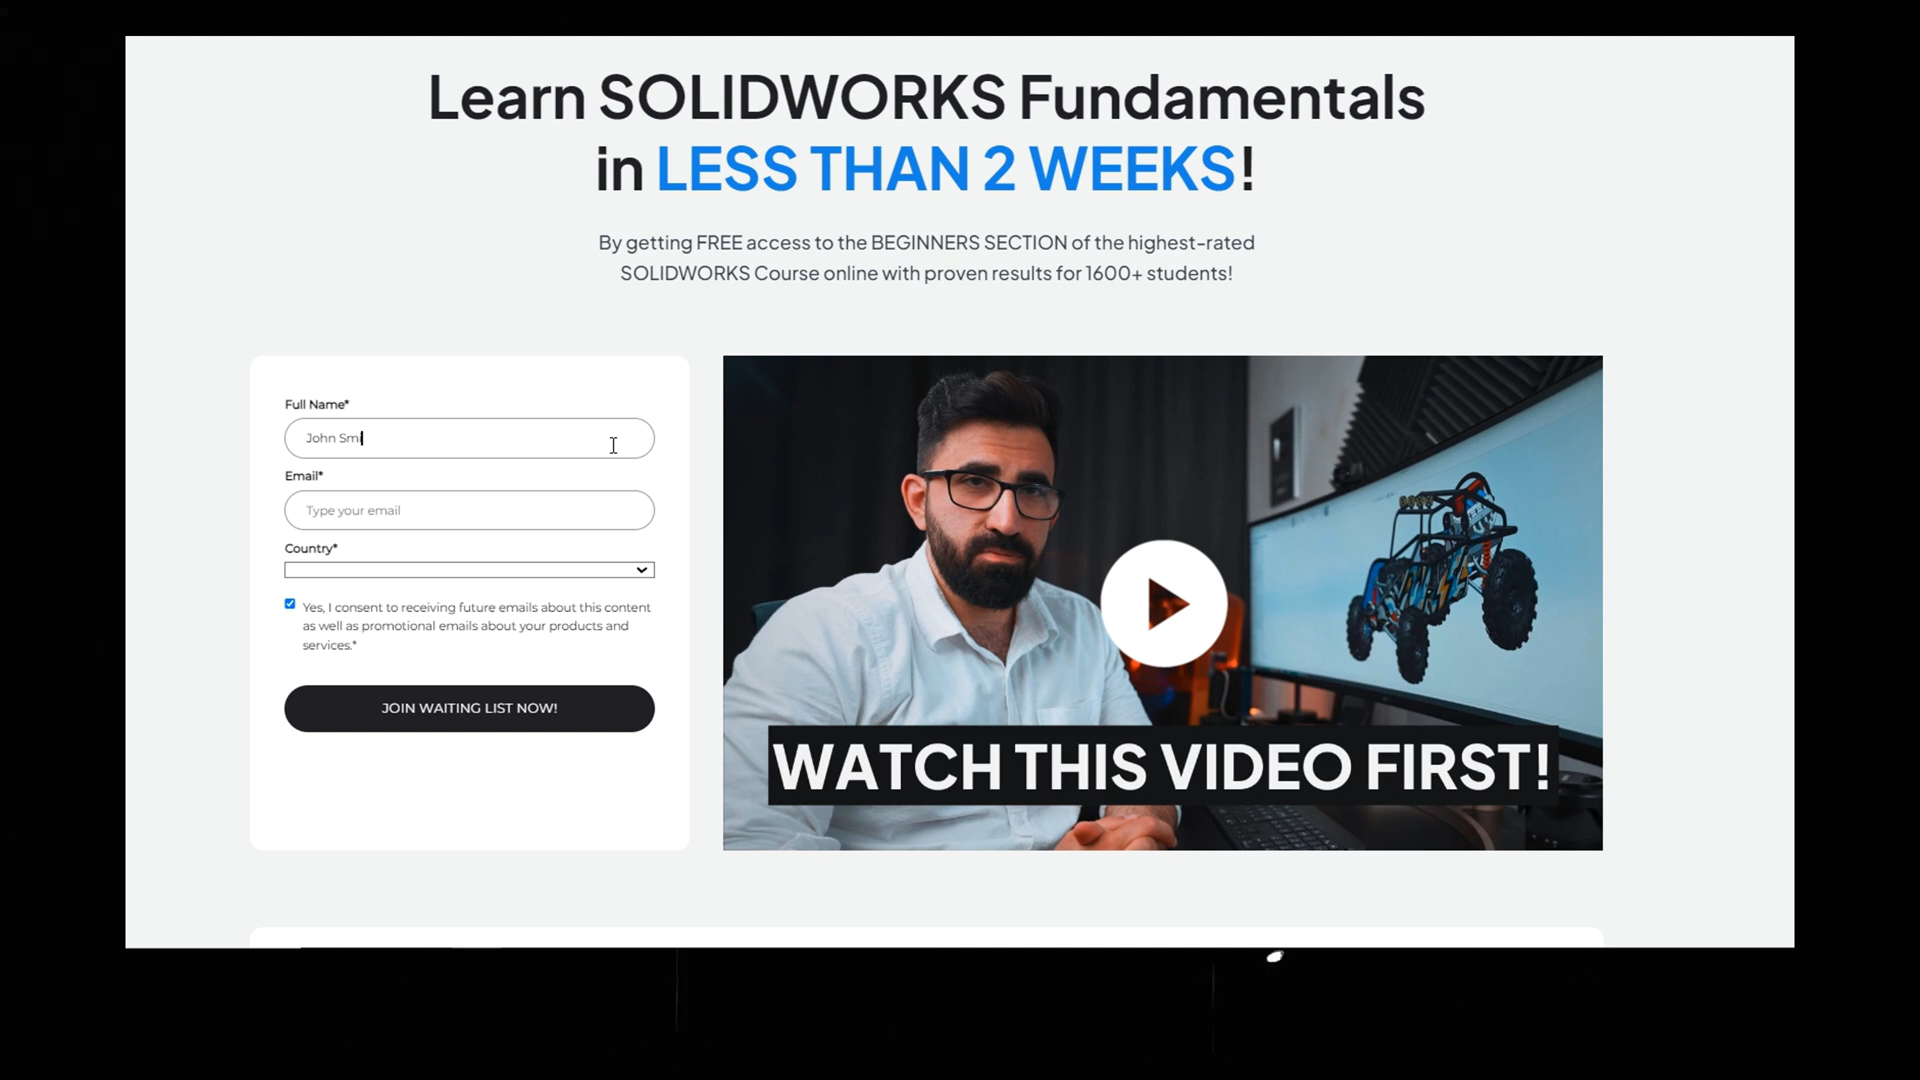 Learn SOLIDWORKS Fundamentals
in LESS THAN 2 WEEKS!
By getting FREE access to the BEGINNERS SECTION of the highest-rated
SOLIDWORKS Course online with proven results for 1600+ students!
Full Name*
John Smi
Email*
Type your email
Country*
Yes, I consent to receiving future emails about this content
as well as promotional emails about your products and
services.*
JOIN WAITING LIST NOW!
WATCH THIS VIDEO FIRST!